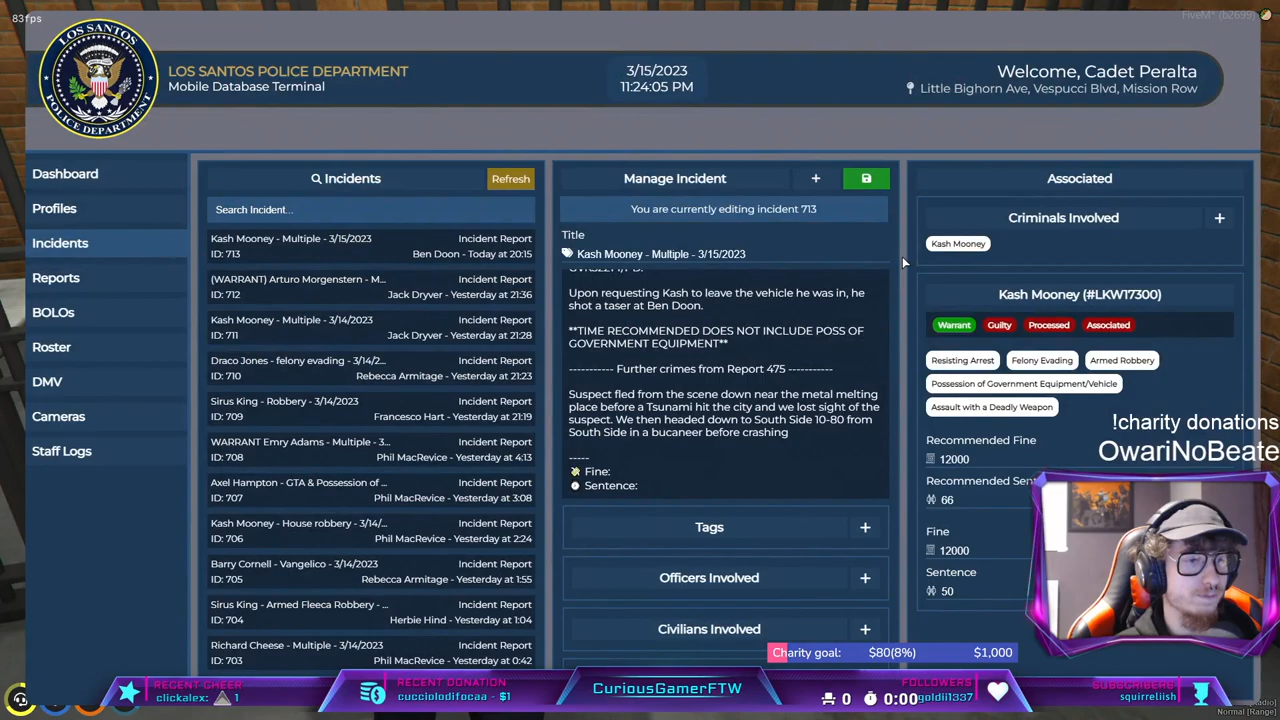 83fps
FiveM* (b2699)
LOS SANTOS
POLICE DEPARTMENT
LOS SANTOS POLICE DEPARTMENT
Mobile Database Terminal
3/15/2023
11:24:05 PM
Welcome, Cadet Peralta
Little Bighorn Ave, Vespucci Blvd, Mission Row
Dashboard
Profiles
Incidents
Reports
BOLOs
Roster
DMV
Cameras
Staff Logs
Incidents
Refresh
Search Incident...
Kash Mooney - Multiple - 3/15/2023 Incident Report
ID: 713 Ben Doon - Today at 20:15
(WARRANT) Arturo Morgenstern - M... Incident Report
ID: 712 Jack Dryver - Yesterday at 21:36
Kash Mooney - Multiple - 3/14/2023 Incident Report
ID: 711 Jack Dryver - Yesterday at 21:28
Draco Jones - felony evading - 3/14/2... Incident Report
ID: 710 Rebecca Armitage - Yesterday at 21:23
Sirus King - Robbery - 3/14/2023 Incident Report
ID: 709 Francesco Hart - Yesterday at 21:19
WARRANT Emry Adams - Multiple - 3... Incident Report
ID: 708 Phil MacRevice - Yesterday at 4:13
Axel Hampton - GTA & Possession of ... Incident Report
ID: 707 Phil MacRevice - Yesterday at 3:08
Kash Mooney - House robbery - 3/14/... Incident Report
ID: 706 Phil MacRevice - Yesterday at 2:24
Barry Cornell - Vangelico - 3/14/2023 Incident Report
ID: 705 Rebecca Armitage - Yesterday at 1:55
Sirus King - Armed Fleeca Robbery - ... Incident Report
ID: 704 Herbie Hind - Yesterday at 1:04
Richard Cheese - Multiple - 3/14/2023 Incident Report
ID: 703 Phil MacRevice - Yesterday at 0:42
Manage Incident
You are currently editing incident 713
Title
Kash Mooney - Multiple - 3/15/2023
Upon requesting Kash to leave the vehicle he was in, he
shot a taser at Ben Doon.
**TIME RECOMMENDED DOES NOT INCLUDE POSS OF
GOVERNMENT EQUIPMENT**
----------- Further crimes from Report 475 -----------
Suspect fled from the scene down near the metal melting
place before a Tsunami hit the city and we lost sight of the
suspect. We then headed down to South Side 10-80 from
South Side in a bucaneer before crashing
-----
Fine:
Sentence:
Tags
Officers Involved
Civilians Involved
Associated
Criminals Involved
Kash Mooney
Kash Mooney (#LKW17300)
Warrant Guilty Processed Associated
Resisting Arrest Felony Evading Armed Robbery
Possession of Government Equipment/Vehicle
Assault with a Deadly Weapon
Recommended Fine
12000
Recommended Sen
66
Fine
12000
Sentence
50
!charity donations
OwariNoBeate
Charity goal: $80(8%) $1,000
RECENT CHEER
clickalex:
1
RECENT DONATION
cucciolodifocaa - $1
CuriousGamerFTW
0
0:00
FOLLOWERS
goldii1337
SUBSCRIBERS
squirrelish
[Radio]
Normal [Range]